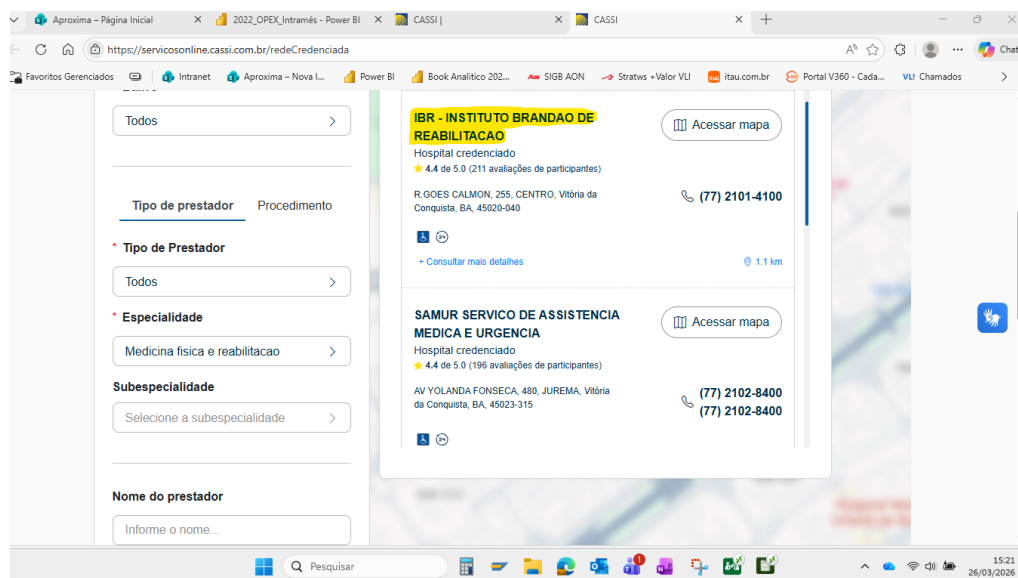 Aproxima – Página Inicial
2022_OPEX_Intramês - Power BI
CASSI |
CASSI
https://servicosonline.cassi.com.br/redeCredenciada
Chat
Favoritos Gerenciados
Intranet
Aproxima – Nova I...
Power BI
Book Analitico 202...
AON
SIGB AON
Stratws +Valor VLI
itau.com.br
Portal V360 - Cada...
VL! Chamados
Todos
Tipo de prestador
Procedimento
* Tipo de Prestador
Todos
* Especialidade
Medicina fisica e reabilitacao
Subespecialidade
Selecione a subespecialidade
Nome do prestador
Informe o nome...
IBR - INSTITUTO BRANDAO DE
REABILITACAO
Acessar mapa
Hospital credenciado
4.4 de 5.0 (211 avaliações de participantes)
R.GOES CALMON, 255, CENTRO, Vitória da
Conquista, BA, 45020-040
(77) 2101-4100
24
+ Consultar mais detalhes
1.1 km
SAMUR SERVICO DE ASSISTENCIA
MEDICA E URGENCIA
Acessar mapa
Hospital credenciado
4.4 de 5.0 (196 avaliações de participantes)
AV YOLANDA FONSECA, 480, JUREMA, Vitória
da Conquista, BA, 45023-315
(77) 2102-8400
(77) 2102-8400
24
Pesquisar
1
15:21
26/03/2026